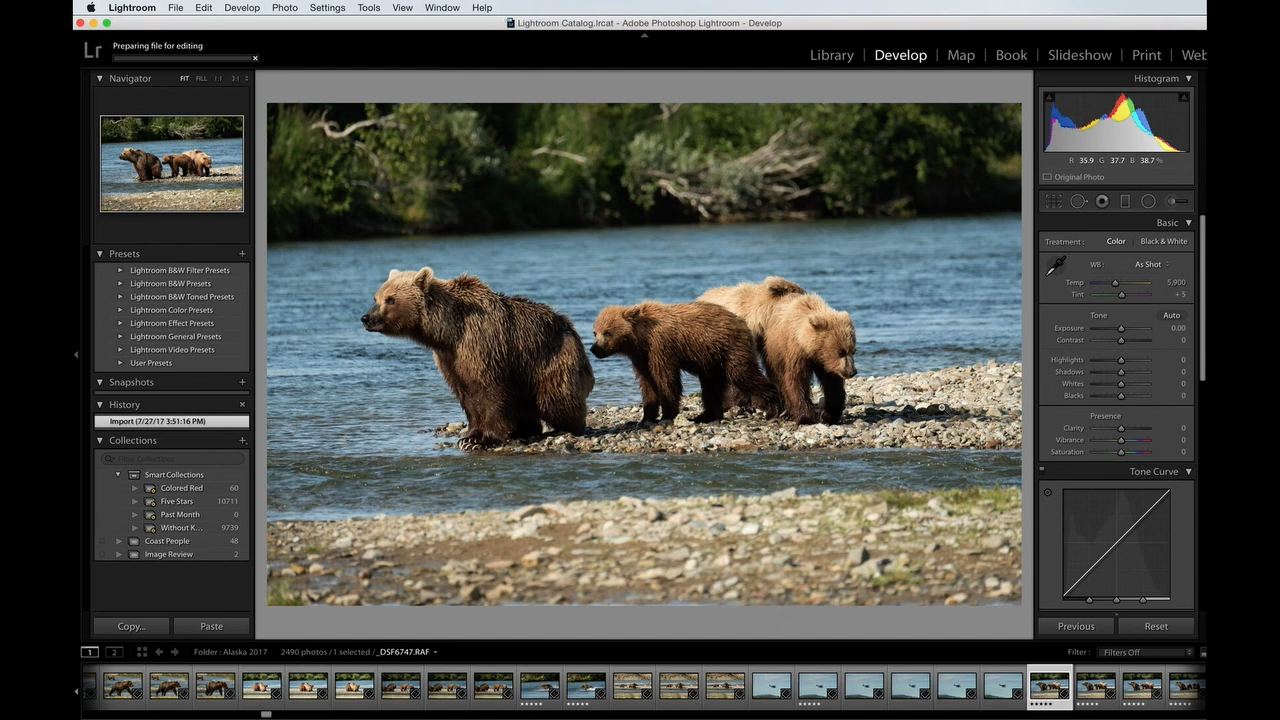 Lightroom File Edit Develop Photo Settings Tools View Window Help
Lightroom Catalog.lrcat - Adobe Photoshop Lightroom - Develop
Lr Preparing file for editing
Library Develop Map Book Slideshow Print Web
Navigator FIT FILL 1:1 3:1
Presets +
Lightroom B&W Filter Presets
Lightroom B&W Presets
Lightroom B&W Toned Presets
Lightroom Color Presets
Lightroom Effect Presets
Lightroom General Presets
Lightroom Video Presets
User Presets
Snapshots +
History ×
Import (7/27/17 3:51:16 PM)
Collections +
Filter Collections
Smart Collections
Colored Red 60
Five Stars 10711
Past Month 0
Without K... 9739
Coast People 48
Image Review 2
Copy... Paste
Histogram
R 35.9 G 37.7 B 38.7 %
Original Photo
Basic
Treatment : Color Black & White
WB : As Shot
Temp 5,900
Tint + 5
Tone Auto
Exposure 0.00
Contrast 0
Highlights 0
Shadows 0
Whites 0
Blacks 0
Presence
Clarity 0
Vibrance 0
Saturation 0
Tone Curve
Previous Reset
1 2 Folder : Alaska 2017 2490 photos / 1 selected / _DSF6747.RAF
Filter : Filters Off